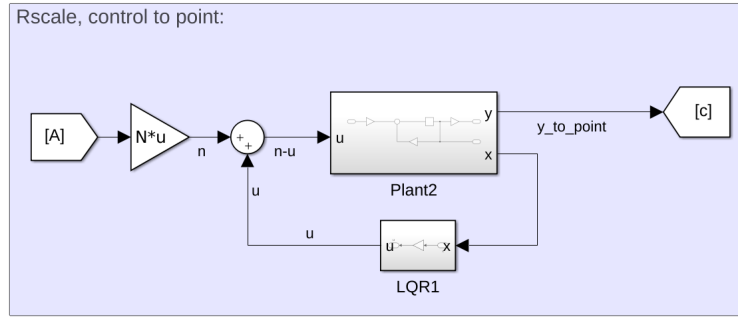 Rscale, control to point:
[A]
N*u
n
+
+
n-u
u
y
x
Plant2
y_to_point
[c]
u
u
u
x
LQR1